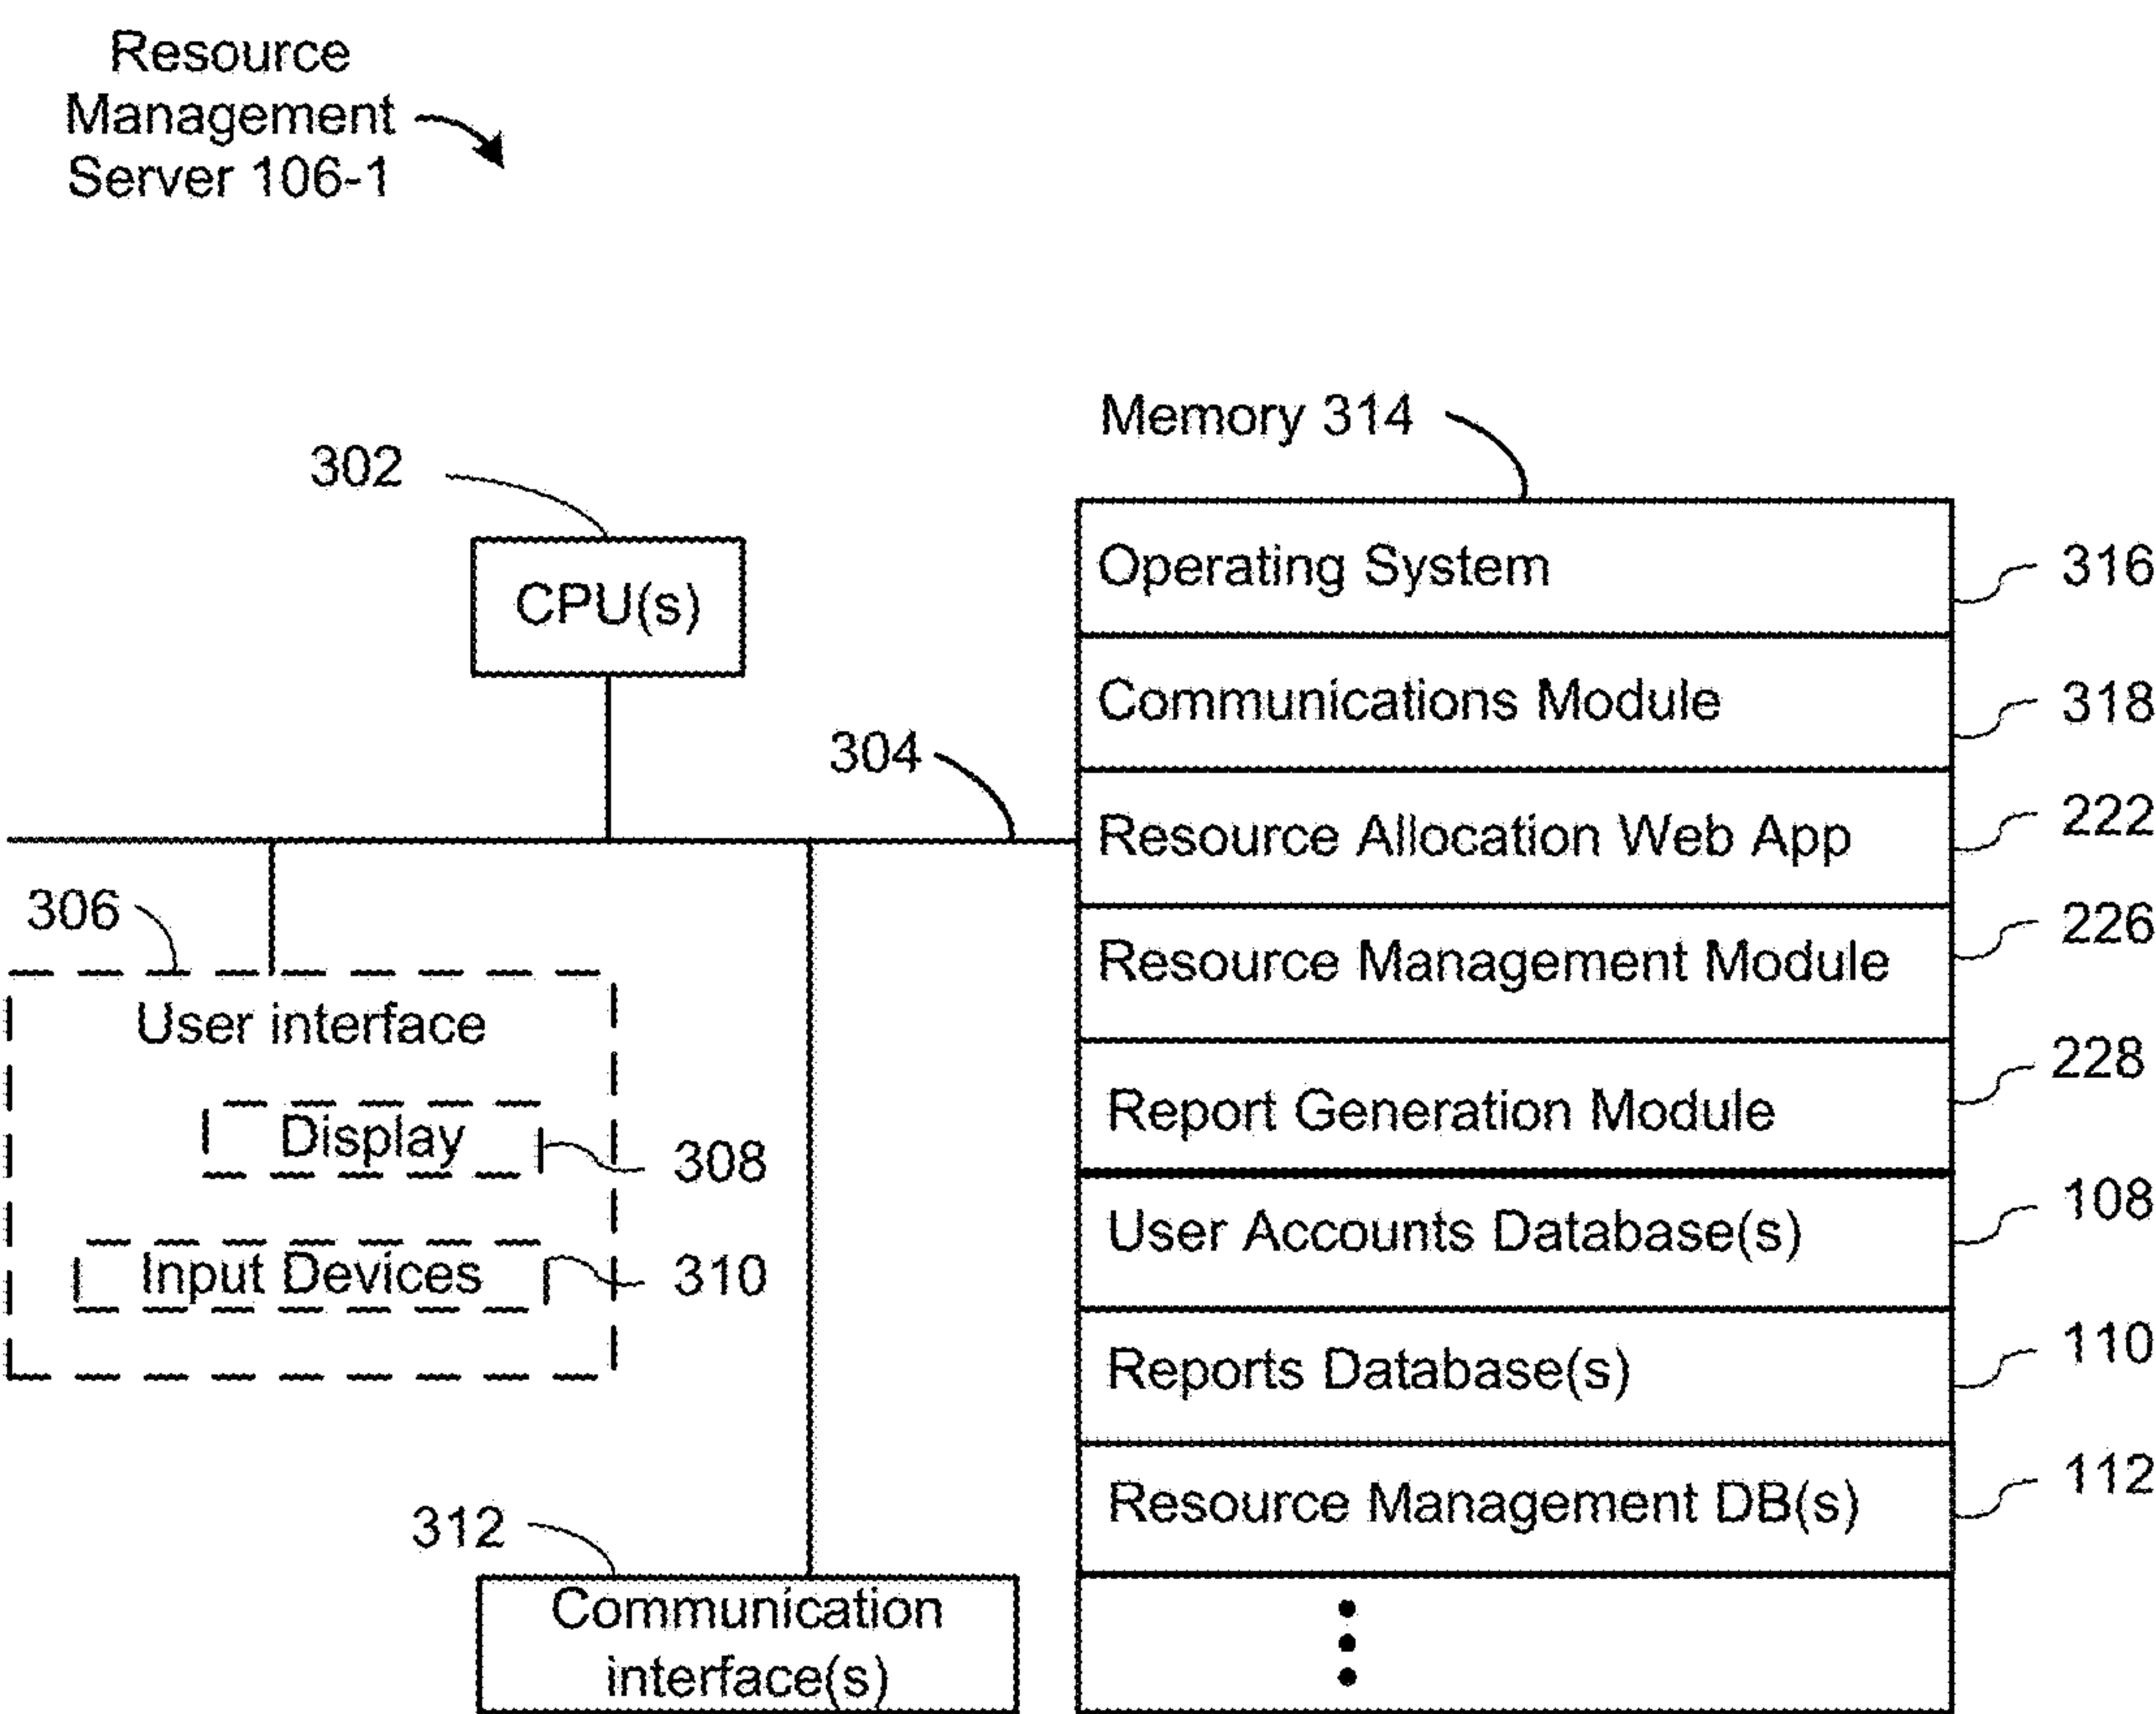 Resource
Management
Server 106-1
Memory 314
302
CPU(s)
Operating System
316
Communications Module
318
304
Resource Allocation Web App
222
306
Resource Management Module
226
User interface
Report Generation Module
228
Display
308
User Accounts Database(s)
108
Input Devices
310
Reports Database(s)
110
Resource Management DB(s)
112
312
Communication
interface(s)